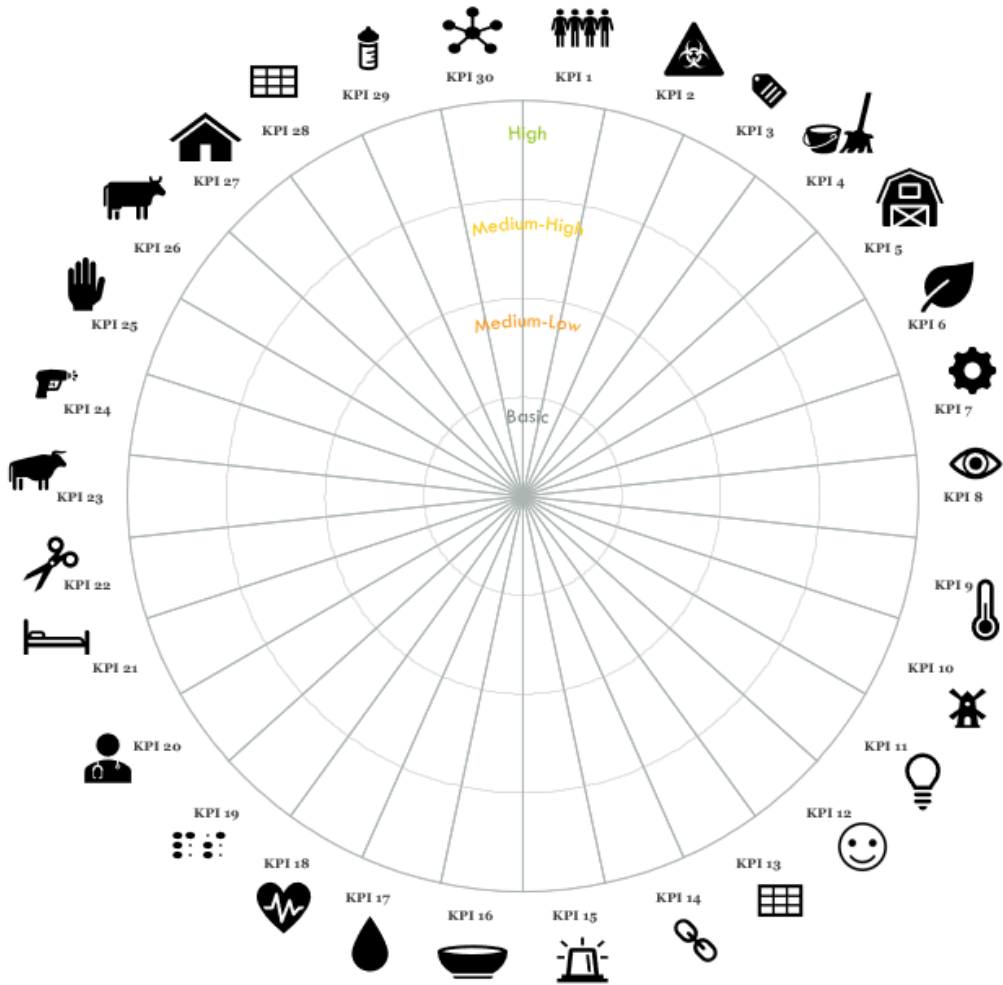 KPI 30
KPI 1
KPI 29
KPI 2
KPI 28
KPI 3
KPI 27
KPI 4
KPI 26
KPI 5
KPI 25
KPI 6
KPI 24
KPI 7
KPI 23
KPI 8
KPI 22
KPI 9
KPI 21
KPI 10
KPI 20
KPI 11
KPI 19
KPI 12
KPI 18
KPI 13
KPI 17
KPI 14
KPI 16
KPI 15
High
Medium-High
Medium-Low
Basic